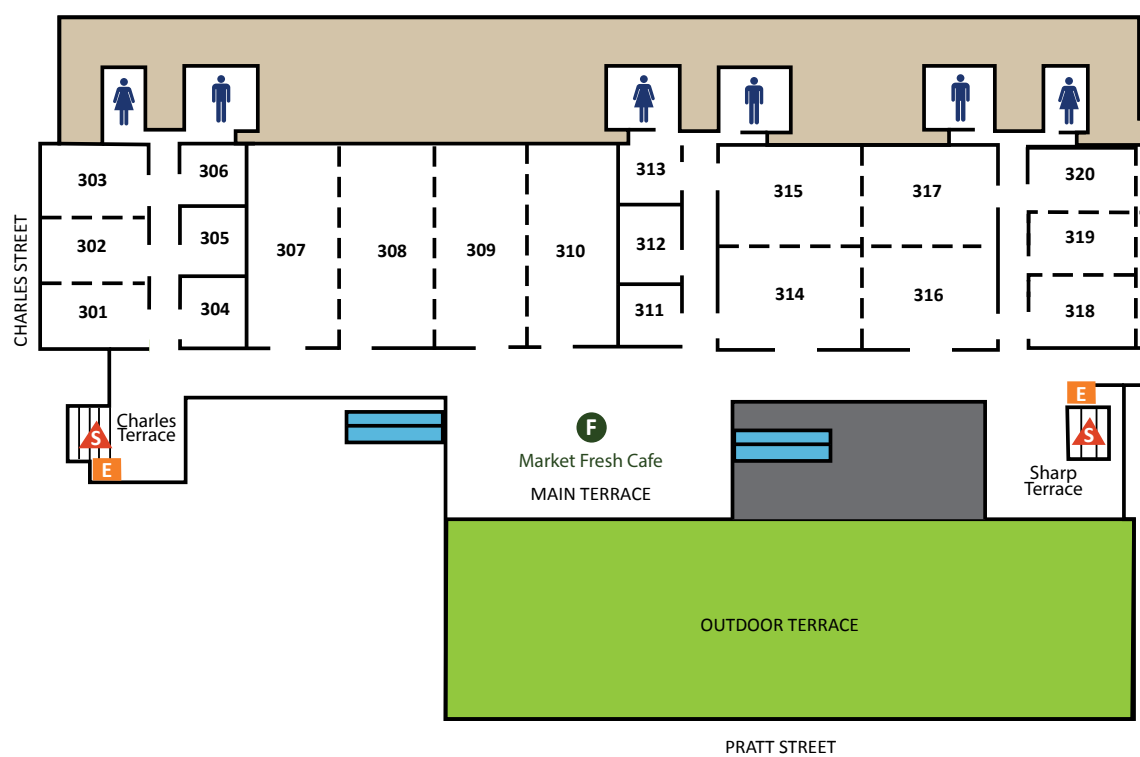 303
306
313
315
317
320
302
305
307
308
309
310
312
319
301
304
311
314
316
318
CHARLES STREET
E
Charles
Terrace
S
E
F
Market Fresh Cafe
MAIN TERRACE
S
Sharp
Terrace
OUTDOOR TERRACE
PRATT STREET